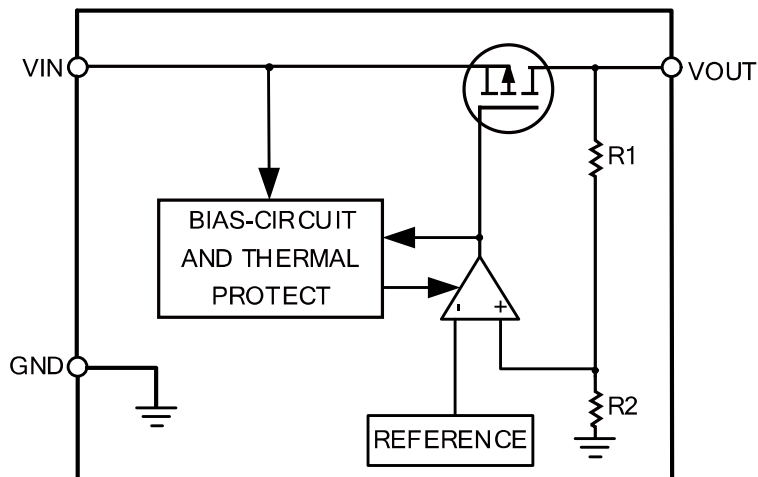 VIN
VOUT
R1
BIAS-CIRCUIT
AND THERMAL
PROTECT
- +
GND
R2
REFERENCE